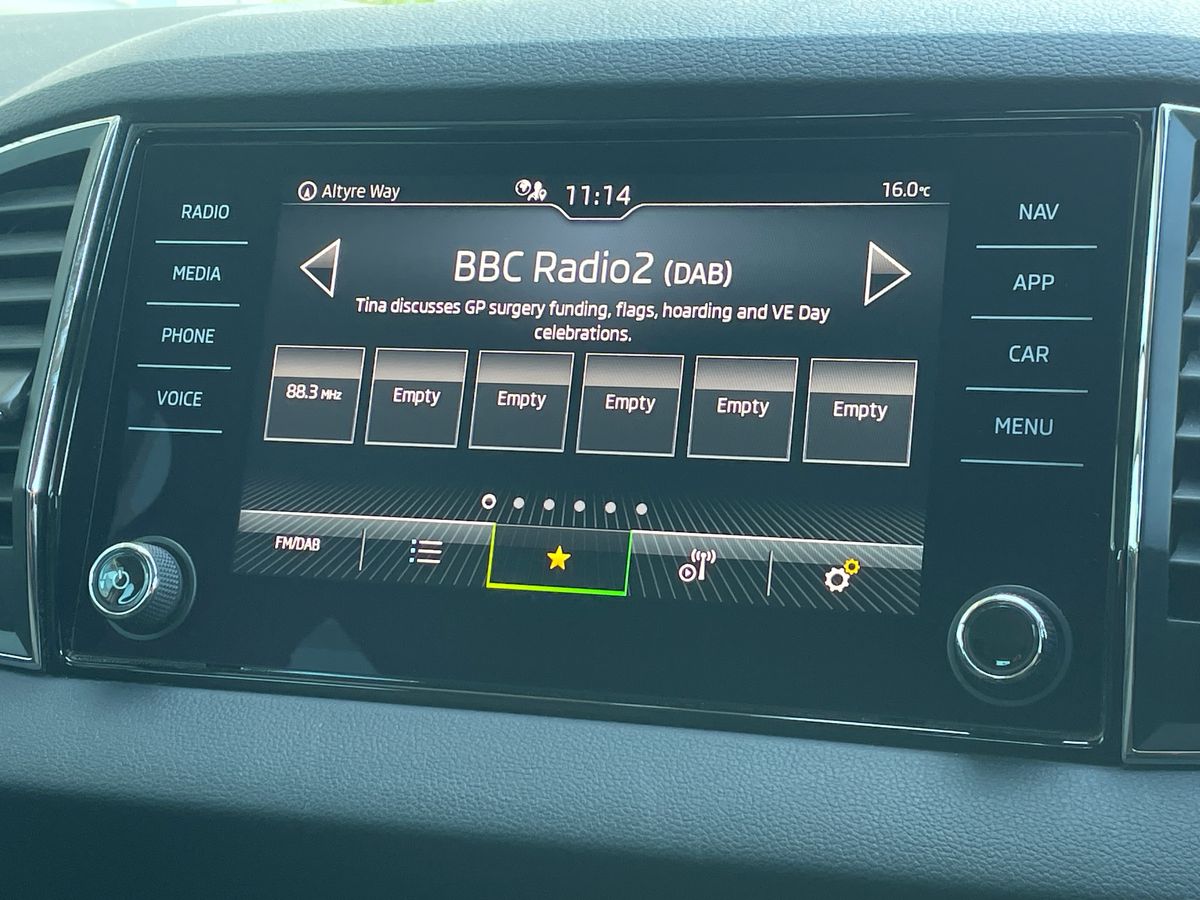 Altyre Way
11:14
16.0°C
RADIO
MEDIA
PHONE
VOICE
BBC Radio2 (DAB)
Tina discusses GP surgery funding, flags, hoarding and VE Day
celebrations.
88.3 MHz
Empty
Empty
Empty
Empty
Empty
FM/DAB
NAV
APP
CAR
MENU